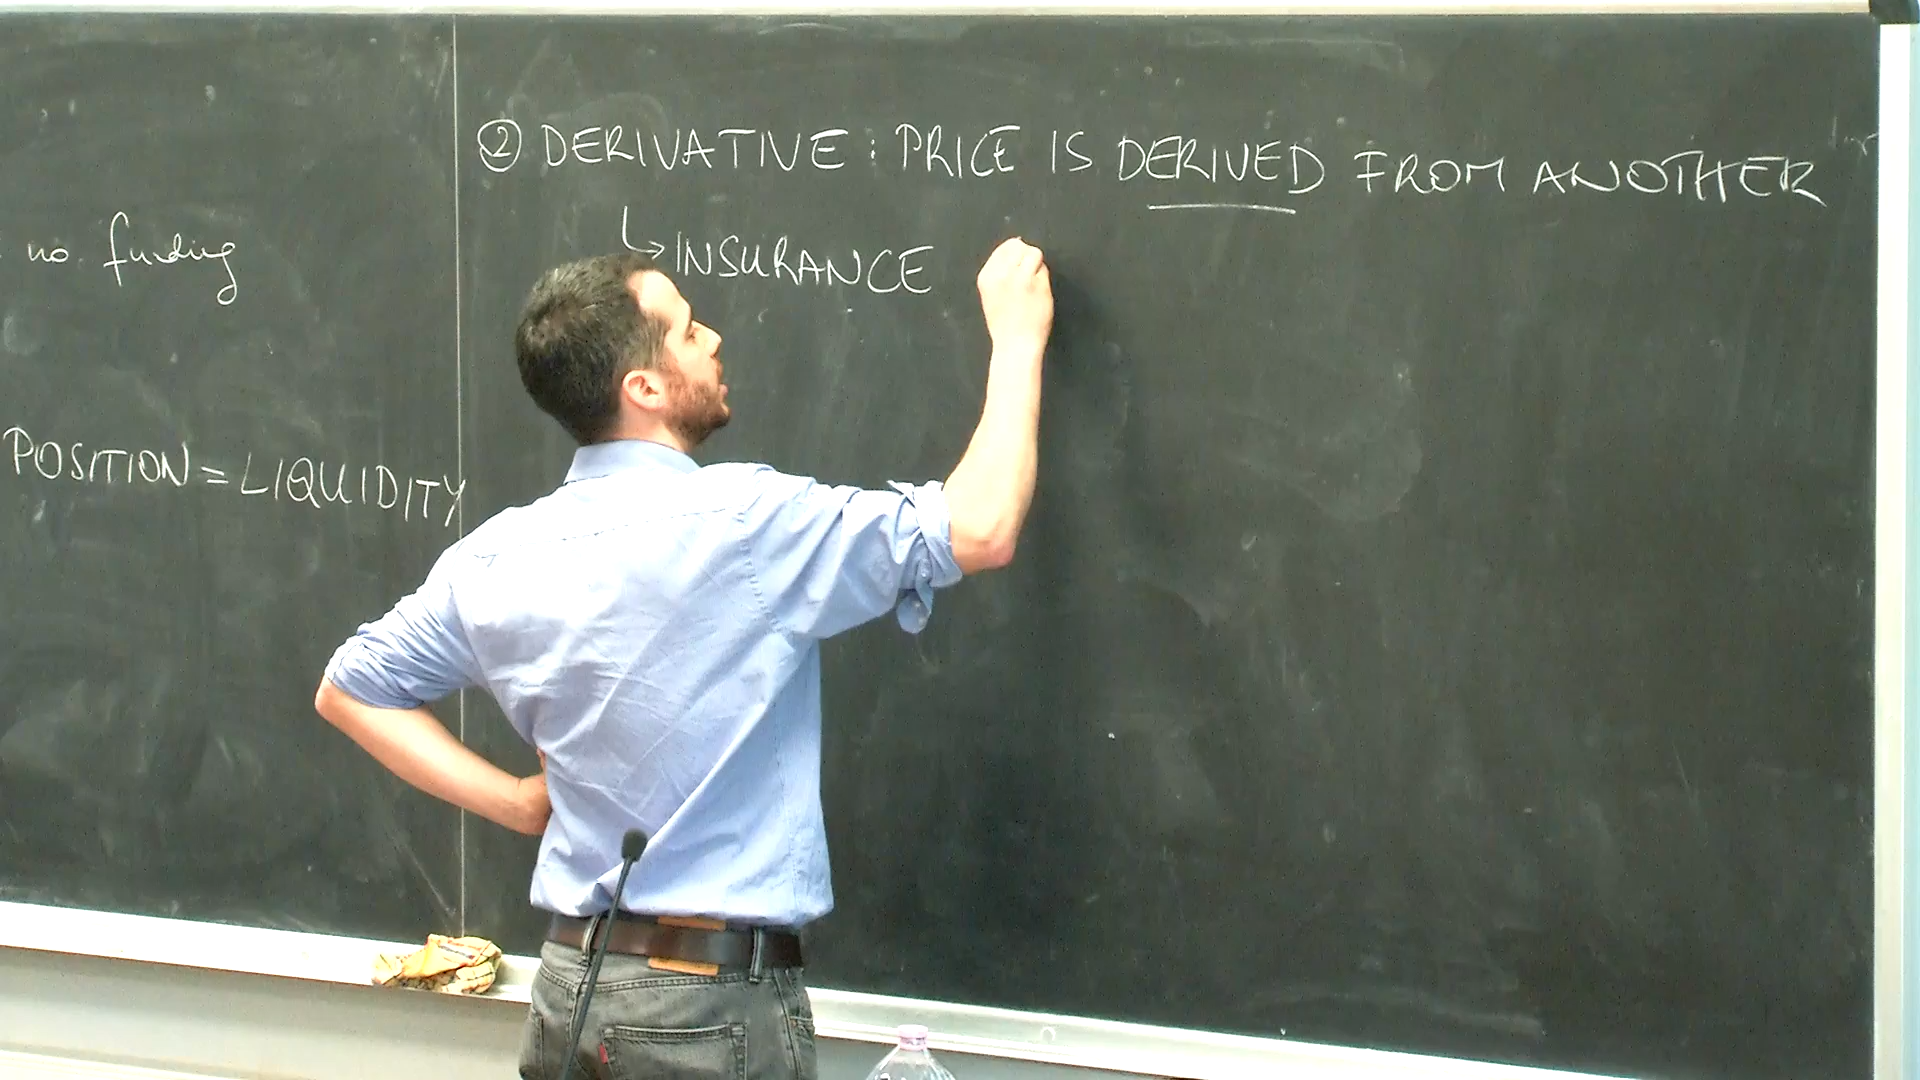 no funding
POSITION = LIQUIDITY
② DERIVATIVE : PRICE IS DERIVED FROM ANOTHER
↳ INSURANCE